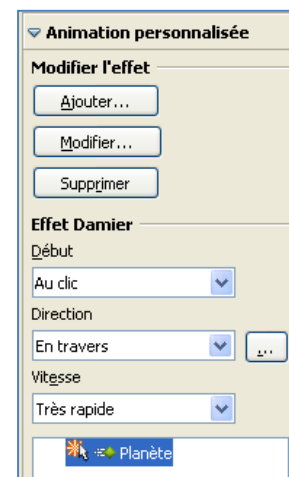 Animation personnalisée
Modifier l'effet
Ajouter...
Modifier...
Supprimer
Effet Damier
Début
Au clic
Direction
En travers
...
Vitesse
Très rapide
Planète